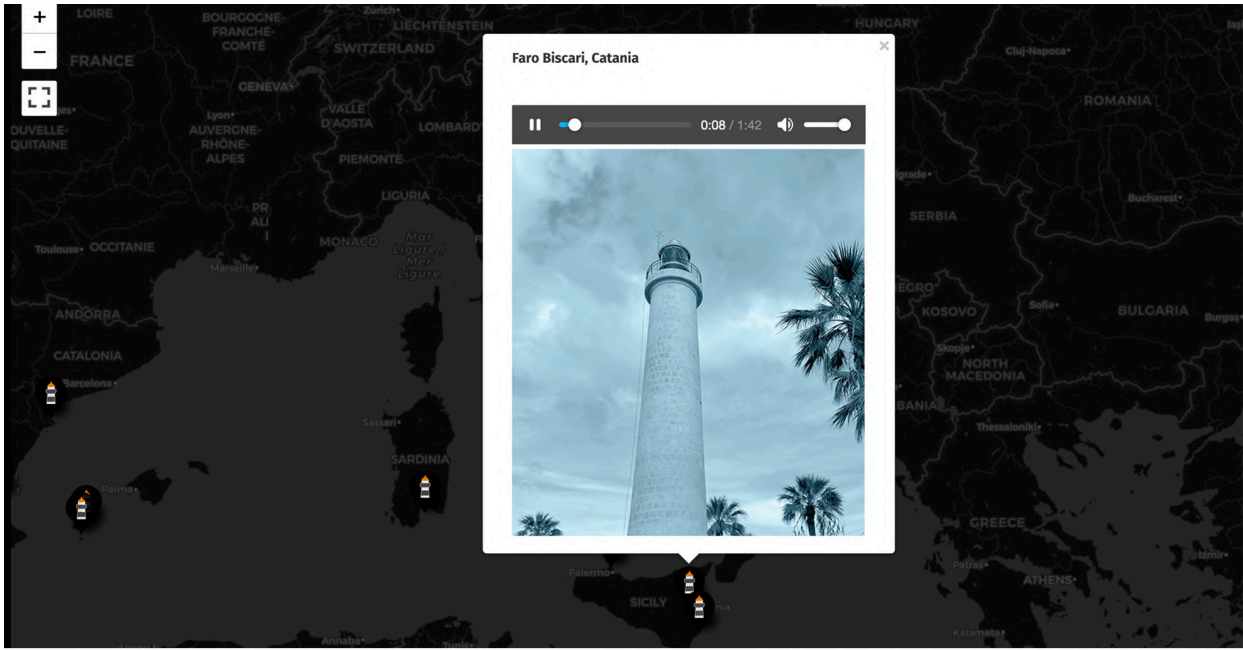 +
−
LOIRE
BOURGOGNE-
FRANCHE-
COMTÉ
Zurich•
LIECHTENSTEIN
SWITZERLAND
FRANCE
GENEVA•
Lyon•
AUVERGNE-
RHÔNE-
ALPES
VALLE
D'AOSTA
LOMBARD
PIEMONTE
LIGURIA
OUVELLE-
QUITAINE
MONACO
Mar
Ligure /
Mer
Ligure
Toulouse• OCCITANIE
Marseille•
ANDORRA
CATALONIA
Barcelona•
Palma•
Sassari•
SARDINIA
Faro Biscari, Catania
×
0:08 / 1:42
HUNGARY
Cluj-Napoca•
ROMANIA
Bucharest•
SERBIA
KOSOVO
Sofia•
BULGARIA
Burgas•
Skopje•
NORTH
MACEDONIA
Thessaloniki•
GREECE
Patras•
ATHENS•
Izmir•
Kalamata•
Palermo•
SICILY
Annaba•
Tunis•